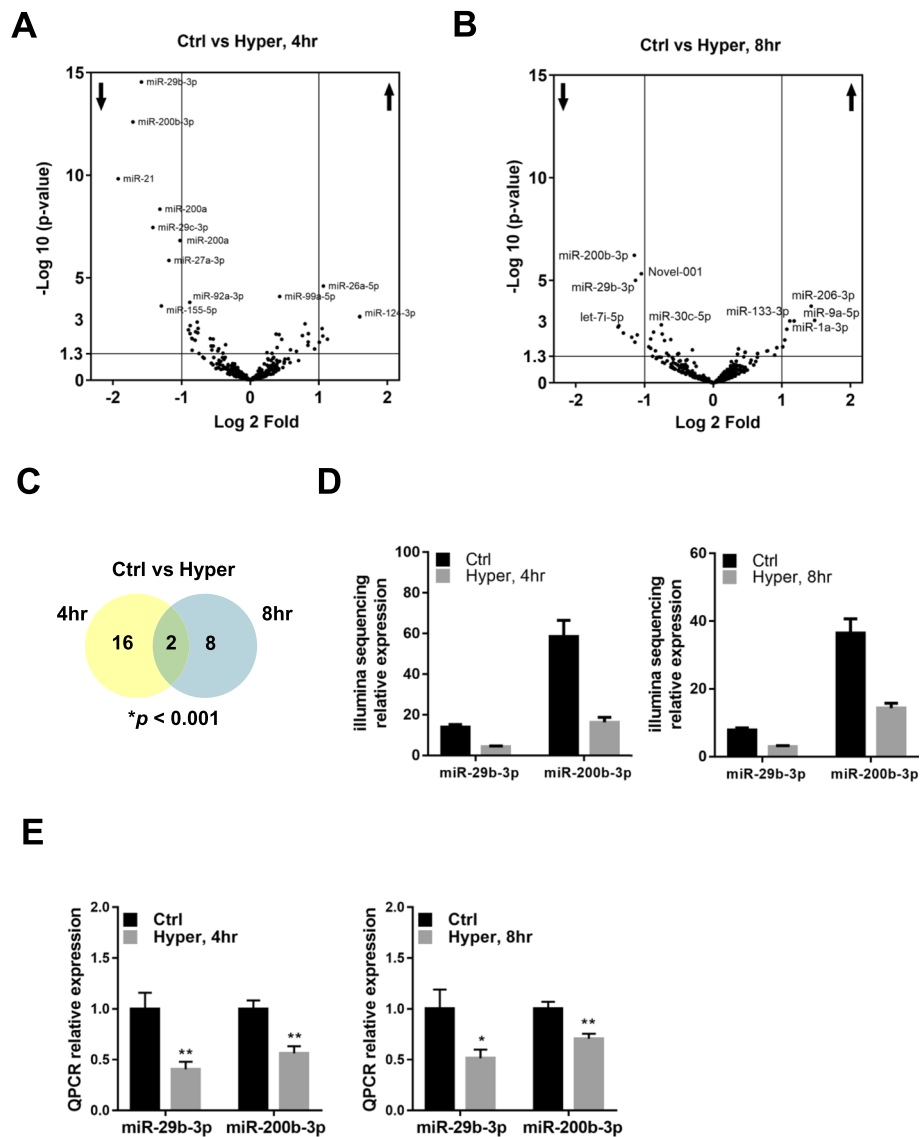 A
Ctrl vs Hyper, 4hr
-Log 10 (p-value)
15
10
5
3
1.3
0
miR-29b-3p
miR-200b-3p
miR-21
miR-200a
miR-29c-3p
miR-200a
miR-27a-3p
miR-92a-3p
miR-155-5p
miR-99a-5p
miR-26a-5p
miR-124-3p
-2
-1
0
1
2
Log 2 Fold
B
Ctrl vs Hyper, 8hr
-Log 10 (p-value)
15
10
5
3
1.3
0
miR-200b-3p
Novel-001
miR-29b-3p
let-7i-5p
miR-30c-5p
miR-133-3p
miR-206-3p
miR-9a-5p
miR-1a-3p
-2
-1
0
1
2
Log 2 Fold
C
Ctrl vs Hyper
4hr
8hr
16
2
8
*p < 0.001
D
illumina sequencing
relative expression
100
80
60
40
20
0
Ctrl
Hyper, 4hr
miR-29b-3p
miR-200b-3p
illumina sequencing
relative expression
60
40
20
0
Ctrl
Hyper, 8hr
miR-29b-3p
miR-200b-3p
E
QPCR relative expression
2.0
1.5
1.0
0.5
0.0
Ctrl
Hyper, 4hr
**
**
miR-29b-3p
miR-200b-3p
QPCR relative expression
2.0
1.5
1.0
0.5
0.0
Ctrl
Hyper, 8hr
*
**
miR-29b-3p
miR-200b-3p